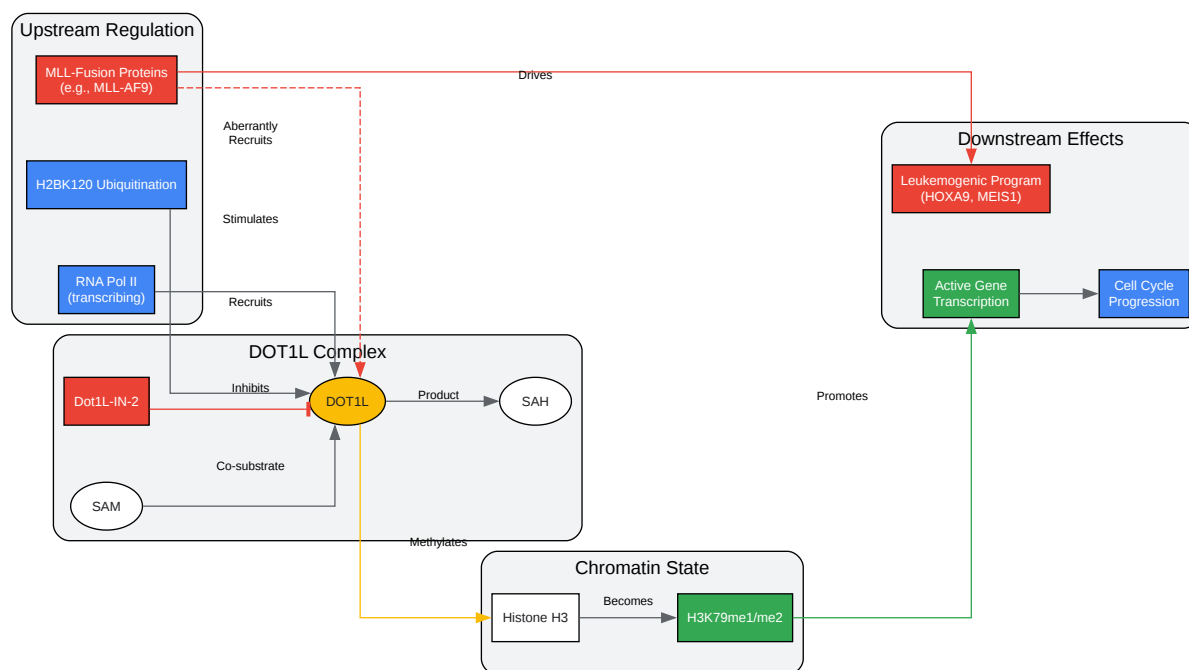 Upstream Regulation
MLL-Fusion Proteins
(e.g., MLL-AF9)
Drives
Aberrantly
Recruits
H2BK120 Ubiquitination
Stimulates
RNA Pol II
(transcribing)
Recruits
Downstream Effects
Leukemogenic Program
(HOXA9, MEIS1)
Active Gene
Transcription
Cell Cycle
Progression
DOT1L Complex
Dot1L-IN-2
Inhibits
DOT1L
Product
SAH
Co-substrate
SAM
Promotes
Methylates
Chromatin State
Histone H3
Becomes
H3K79me1/me2